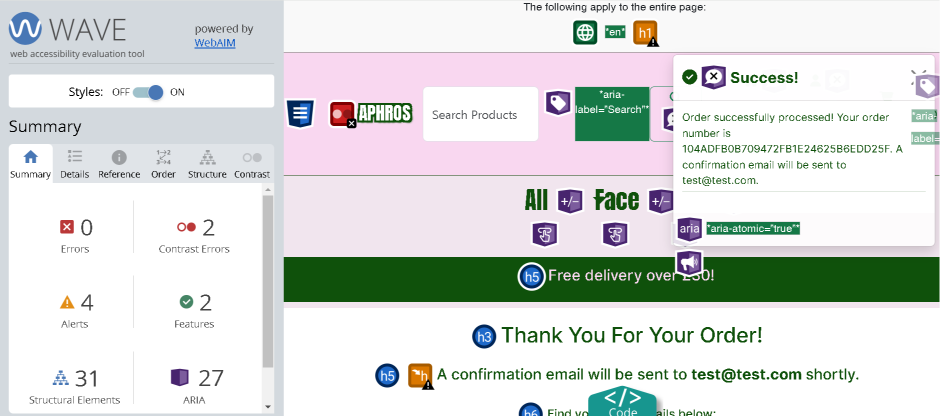 WAVE
web accessibility evaluation tool
powered by
WebAIM
Styles: OFF ON
Summary
Summary Details Reference Order Structure Contrast
0
Errors
2
Contrast Errors
4
Alerts
2
Features
31
Structural Elements
27
ARIA
The following apply to the entire page:
*en* h1
APHROS
Search Products
*aria-
label="Search"*
Success!
Order successfully processed! Your order
number is
104ADFB0B709472FB1E24625B6EDD25F. A
confirmation email will be sent to
test@test.com.
aria *aria-atomic="true"*
*aria-
label=
All +/- Face +/-
h5 Free delivery over £30!
h3 Thank You For Your Order!
h5 h A confirmation email will be sent to test@test.com shortly.
h6 Find your
ails below:
</>
Code